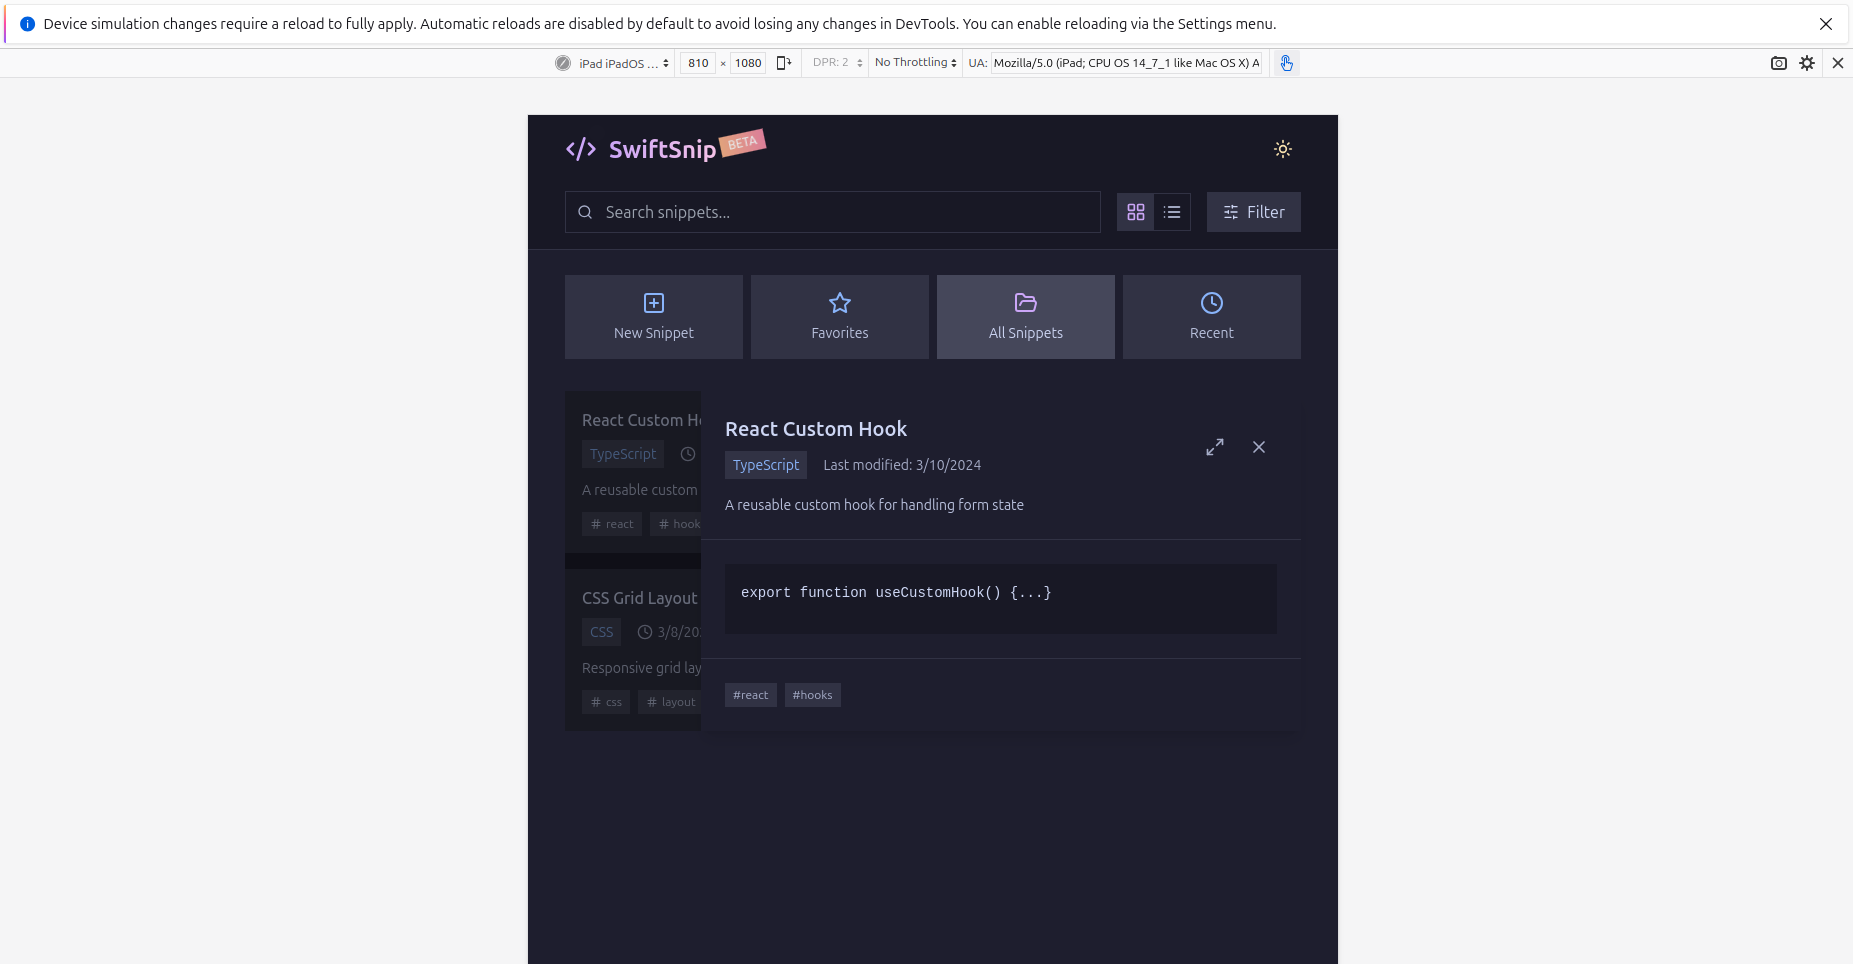 Device simulation changes require a reload to fully apply. Automatic reloads are disabled by default to avoid losing any changes in DevTools. You can enable reloading via the Settings menu.
iPad iPadOS ... 810 × 1080 DPR: 2 No Throttling UA: Mozilla/5.0 (iPad; CPU OS 14_7_1 like Mac OS X) A
</> SwiftSnip BETA
Search snippets... Filter
New Snippet Favorites All Snippets Recent
React Custom Ho
TypeScript
A reusable custom
# react # hook
CSS Grid Layout
CSS 3/8/20
Responsive grid lay
# css # layout
React Custom Hook
TypeScript Last modified: 3/10/2024
A reusable custom hook for handling form state
export function useCustomHook() {...}
#react #hooks